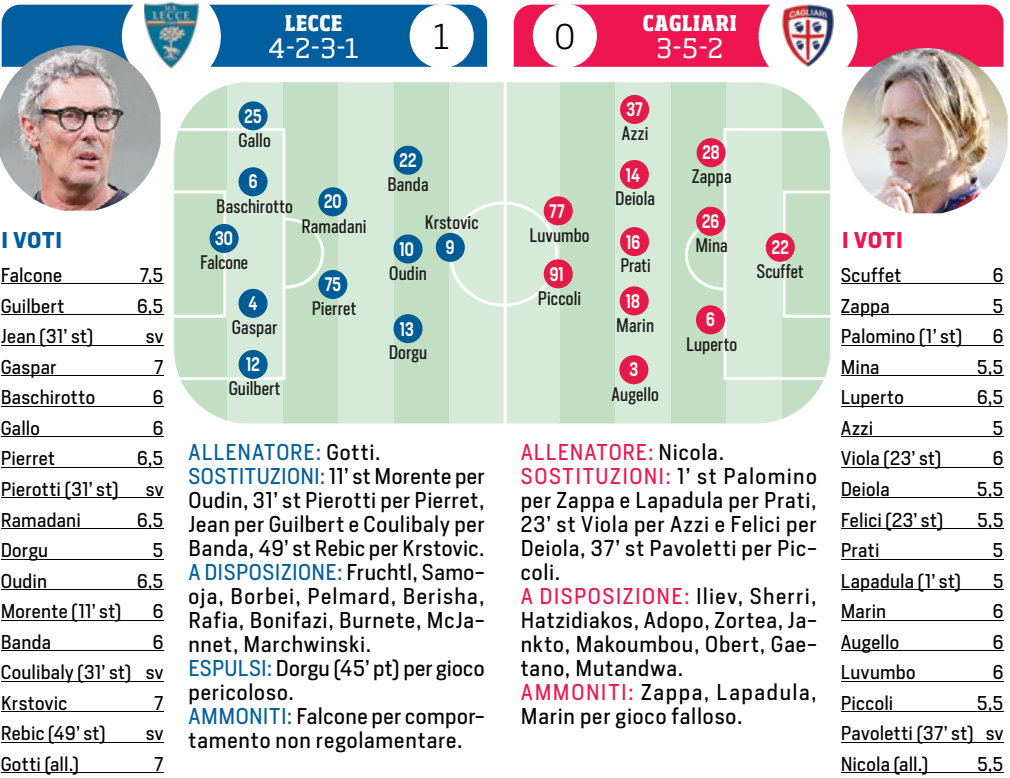 U.S. LECCE
LECCE
4-2-3-1
1
0
CAGLIARI
3-5-2
CAGLIARI
25
Gallo
6
Baschirotto
30
Falcone
4
Gaspar
12
Guilbert
20
Ramadani
75
Pierret
22
Banda
10
Oudin
13
Dorgu
Krstovic
9
77
Luvumbo
91
Piccoli
37
Azzi
14
Deiola
16
Prati
18
Marin
3
Augello
28
Zappa
26
Mina
6
Luperto
22
Scuffet
I VOTI
Falcone 7,5
Guilbert 6,5
Jean (31' st) sv
Gaspar 7
Baschirotto 6
Gallo 6
Pierret 6,5
Pierotti (31' st) sv
Ramadani 6,5
Dorgu 5
Oudin 6,5
Morente (11' st) 6
Banda 6
Coulibaly (31' st) sv
Krstovic 7
Rebic (49' st) sv
Gotti (all.) 7
ALLENATORE: Gotti.
SOSTITUZIONI: 11' st Morente per
Oudin, 31' st Pierotti per Pierret,
Jean per Guilbert e Coulibaly per
Banda, 49' st Rebic per Krstovic.
A DISPOSIZIONE: Fruchtl, Samo-
oja, Borbei, Pelmard, Berisha,
Rafia, Bonifazi, Burnete, McJa-
nnet, Marchwinski.
ESPULSI: Dorgu (45' pt) per gioco
pericoloso.
AMMONITI: Falcone per compor-
tamento non regolamentare.
ALLENATORE: Nicola.
SOSTITUZIONI: 1' st Palomino
per Zappa e Lapadula per Prati,
23' st Viola per Azzi e Felici per
Deiola, 37' st Pavoletti per Pic-
coli.
A DISPOSIZIONE: Iliev, Sherri,
Hatzidiakos, Adopo, Zortea, Ja-
nkto, Makoumbou, Obert, Gae-
tano, Mutandwa.
AMMONITI: Zappa, Lapadula,
Marin per gioco falloso.
I VOTI
Scuffet 6
Zappa 5
Palomino (1' st) 6
Mina 5,5
Luperto 6,5
Azzi 5
Viola (23' st) 6
Deiola 5,5
Felici (23' st) 5,5
Prati 5
Lapadula (1' st) 5
Marin 6
Augello 6
Luvumbo 6
Piccoli 5,5
Pavoletti (37' st) sv
Nicola (all.) 5,5